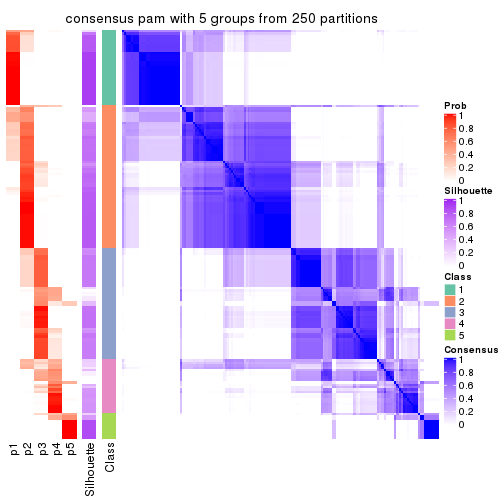 consensus pam with 5 groups from 250 partitions
Prob
1
0.8
0.6
0.4
0.2
0
Silhouette
1
0.8
0.6
0.4
0.2
0
Class
1
2
3
4
5
Consensus
1
0.8
0.6
0.4
0.2
0
p1
p2
p3
p4
p5
Silhouette
Class